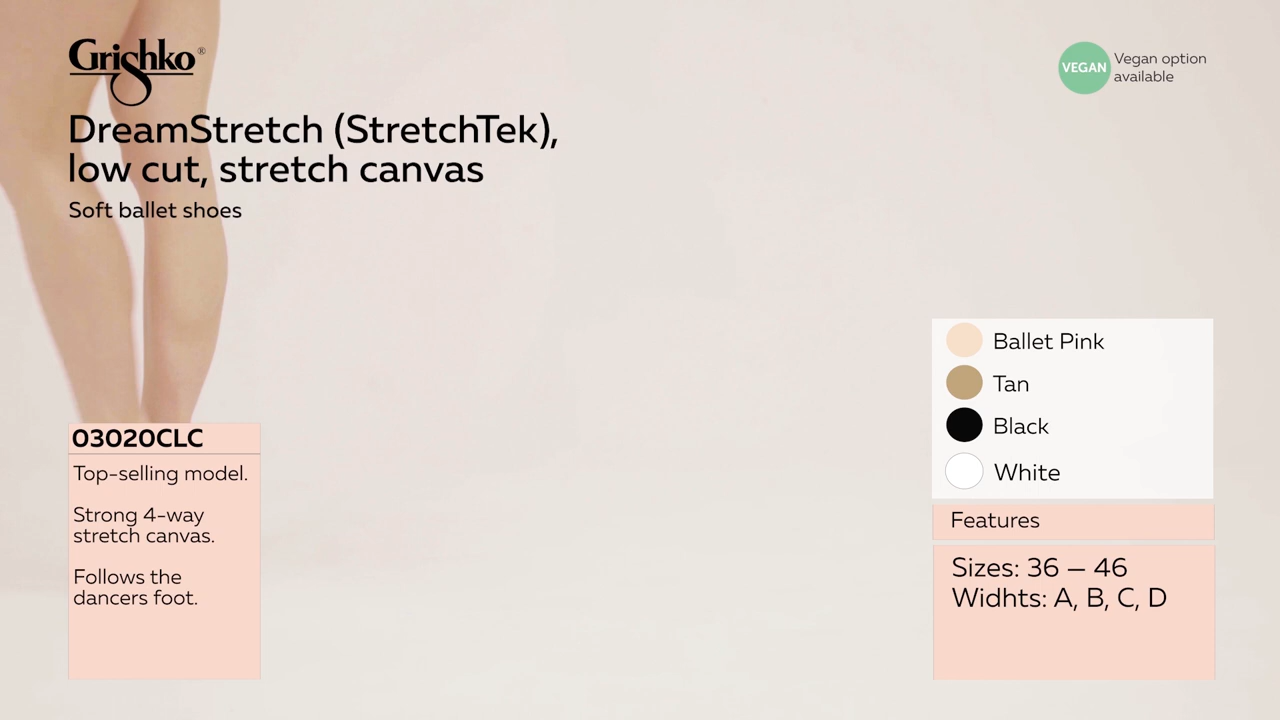 Grishko®
VEGAN
Vegan option
available
DreamStretch (StretchTek),
low cut, stretch canvas
Soft ballet shoes
Ballet Pink
Tan
Black
White
03020CLC
Top-selling model.
Strong 4-way
stretch canvas.
Follows the
dancers foot.
Features
Sizes: 36 – 46
Widhts: A, B, C, D